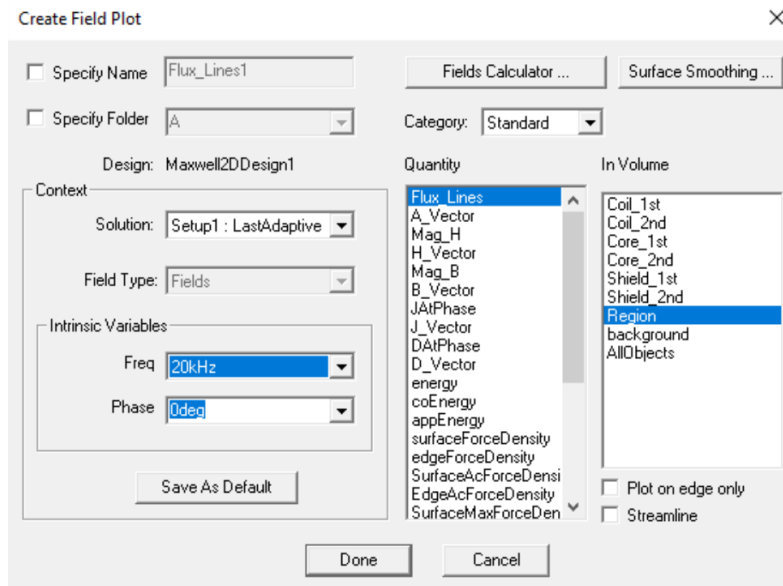 Create Field Plot
Specify Name Flux_Lines1
Fields Calculator ... Surface Smoothing ...
Specify Folder A
Category: Standard
Design: Maxwell2DDesign1
Context
Solution: Setup1 : LastAdaptive
Field Type: Fields
Intrinsic Variables
Freq 20kHz
Phase 0deg
Save As Default
Quantity
Flux_Lines
A_Vector
Mag_H
H_Vector
Mag_B
B_Vector
JAtPhase
J_Vector
DAtPhase
D_Vector
energy
coEnergy
appEnergy
surfaceForceDensity
edgeForceDensity
SurfaceAcForceDensi
EdgeAcForceDensity
SurfaceMaxForceDen
In Volume
Coil_1st
Coil_2nd
Core_1st
Core_2nd
Shield_1st
Shield_2nd
Region
background
AllObjects
Plot on edge only
Streamline
Done Cancel